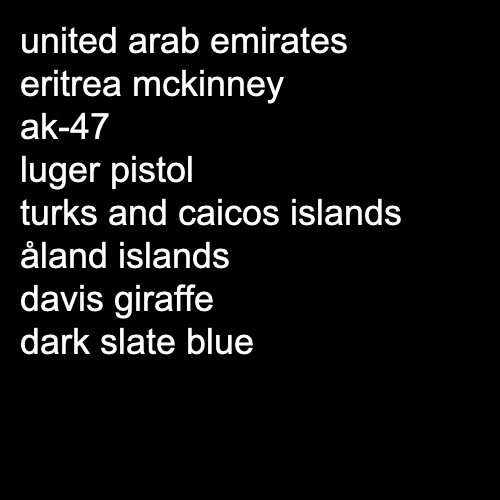 united arab emirates
eritrea mckinney
ak-47
luger pistol
turks and caicos islands
åland islands
davis giraffe
dark slate blue